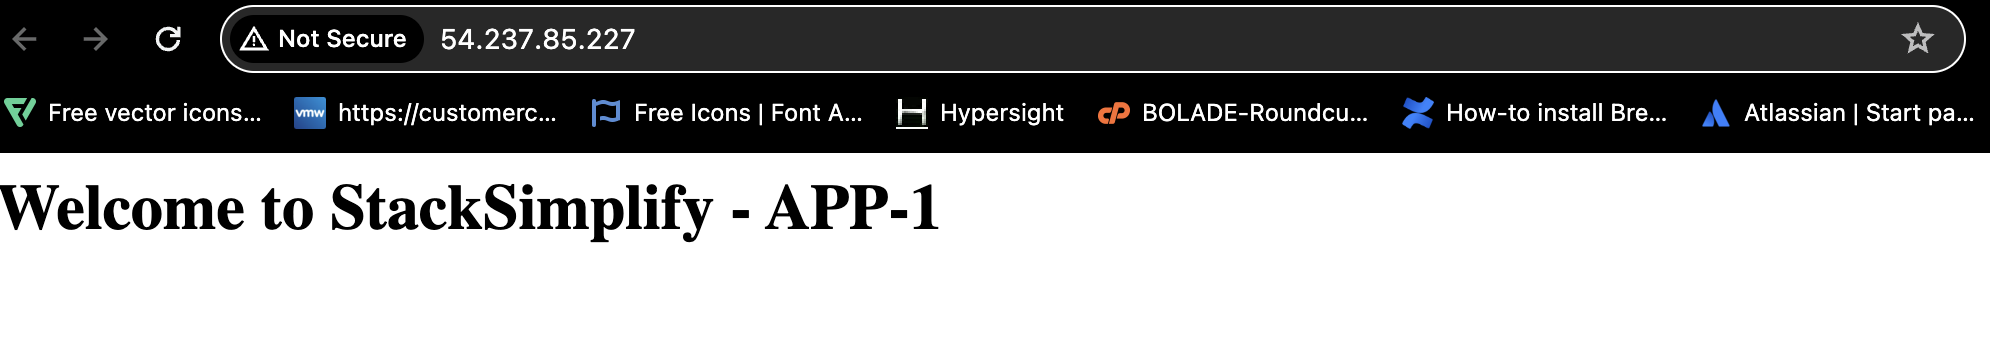 Not Secure 54.237.85.227
vmw
Free vector icons... https://customerc... Free Icons | Font A... Hypersight cP BOLADE-Roundcu... How-to install Bre... Atlassian | Start pa...
Welcome to StackSimplify - APP-1